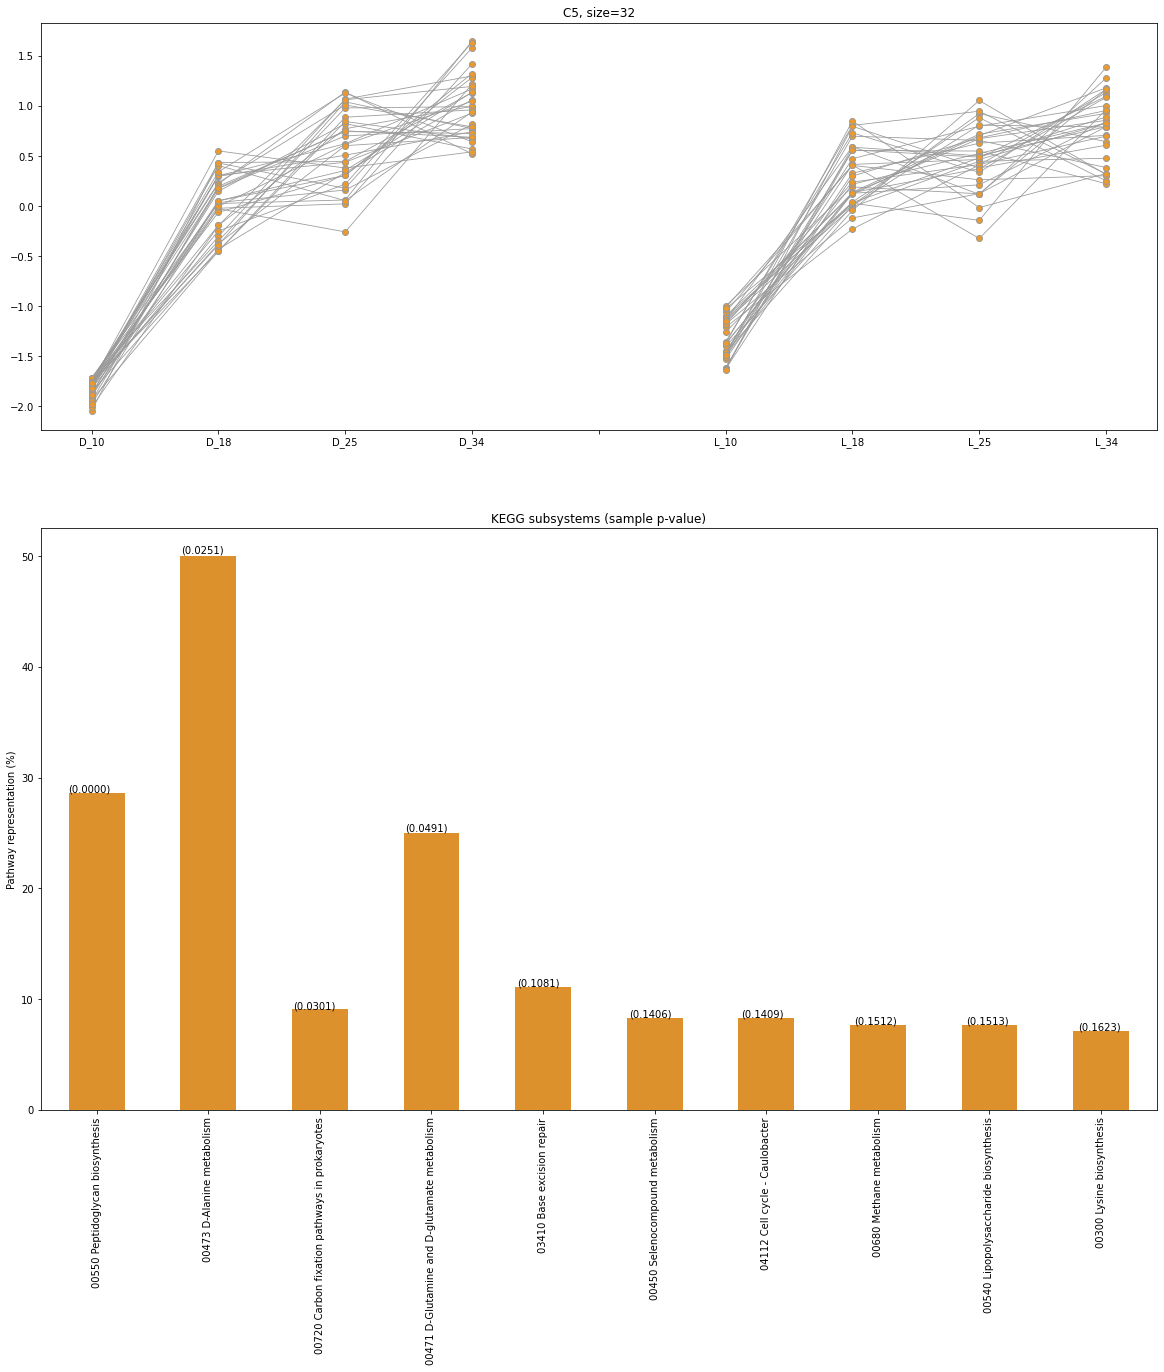 C5, size=32
1.5
1.0
0.5
0.0
−0.5
−1.0
−1.5
−2.0
D_10 D_18 D_25 D_34 L_10 L_18 L_25 L_34
KEGG subsystems (sample p-value)
Pathway representation (%)
50
40
30
20
10
0
(0.0000)
(0.0251)
(0.0301)
(0.0491)
(0.1081)
(0.1406)
(0.1409)
(0.1512)
(0.1513)
(0.1623)
00550 Peptidoglycan biosynthesis
00473 D-Alanine metabolism
00720 Carbon fixation pathways in prokaryotes
00471 D-Glutamine and D-glutamate metabolism
03410 Base excision repair
00450 Selenocompound metabolism
04112 Cell cycle - Caulobacter
00680 Methane metabolism
00540 Lipopolysaccharide biosynthesis
00300 Lysine biosynthesis